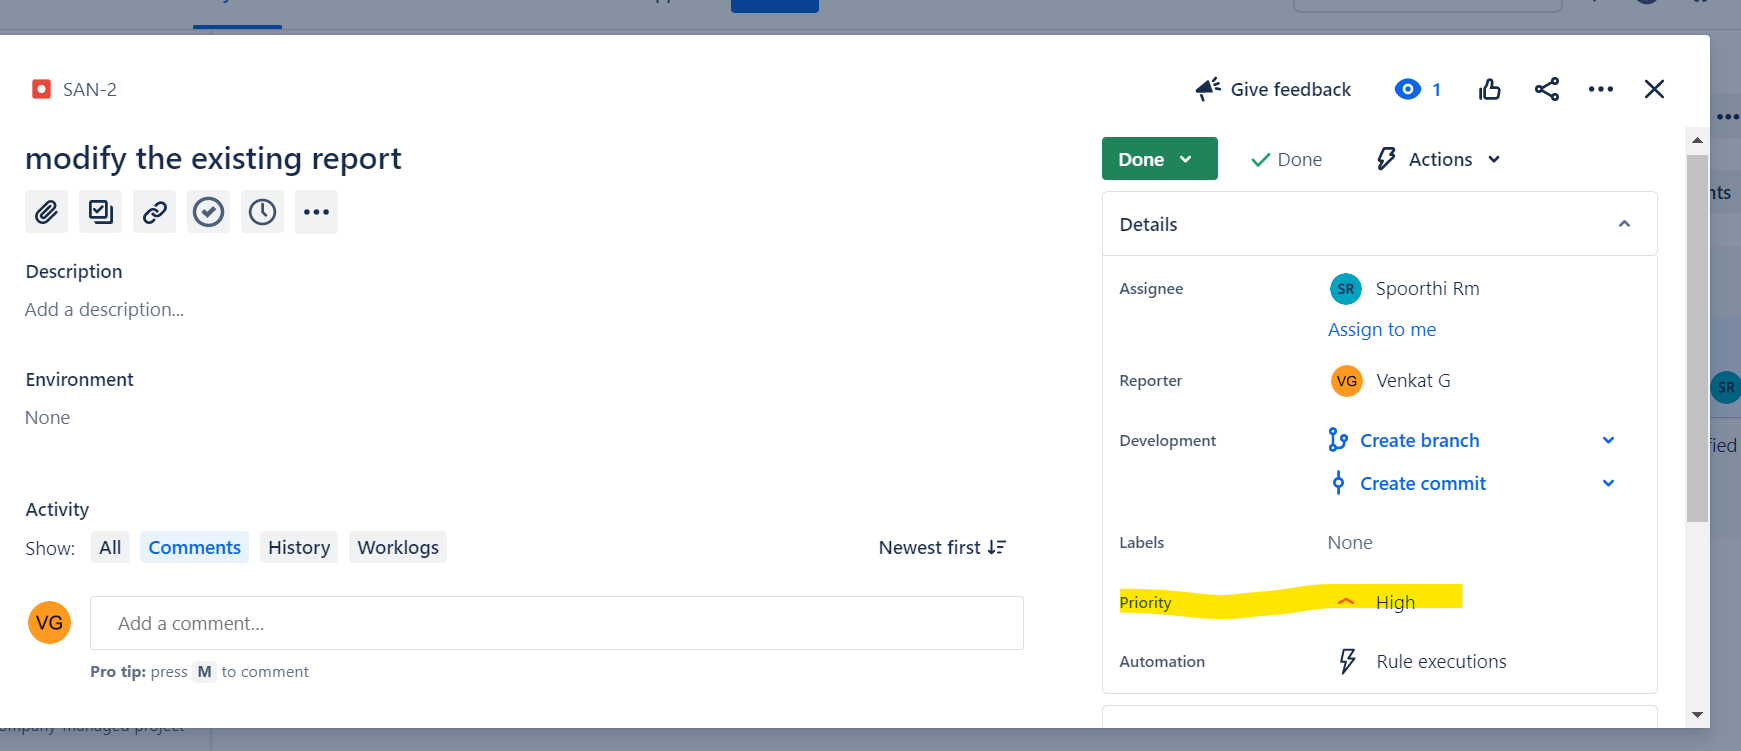 SAN-2
Give feedback
1
modify the existing report
Done
Done
Actions
Details
Description
Add a description...
Assignee
SR
Spoorthi Rm
Assign to me
Environment
None
Reporter
VG
Venkat G
Development
Create branch
Create commit
Activity
Show: All Comments History Worklogs
Newest first
Labels
None
Priority
High
VG
Add a comment...
Pro tip: press M to comment
Automation
Rule executions
SR